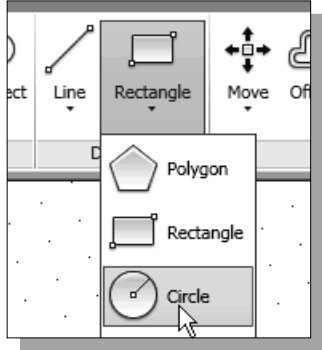 ect Line Rectangle Move Of
D
Polygon
Rectangle
Circle